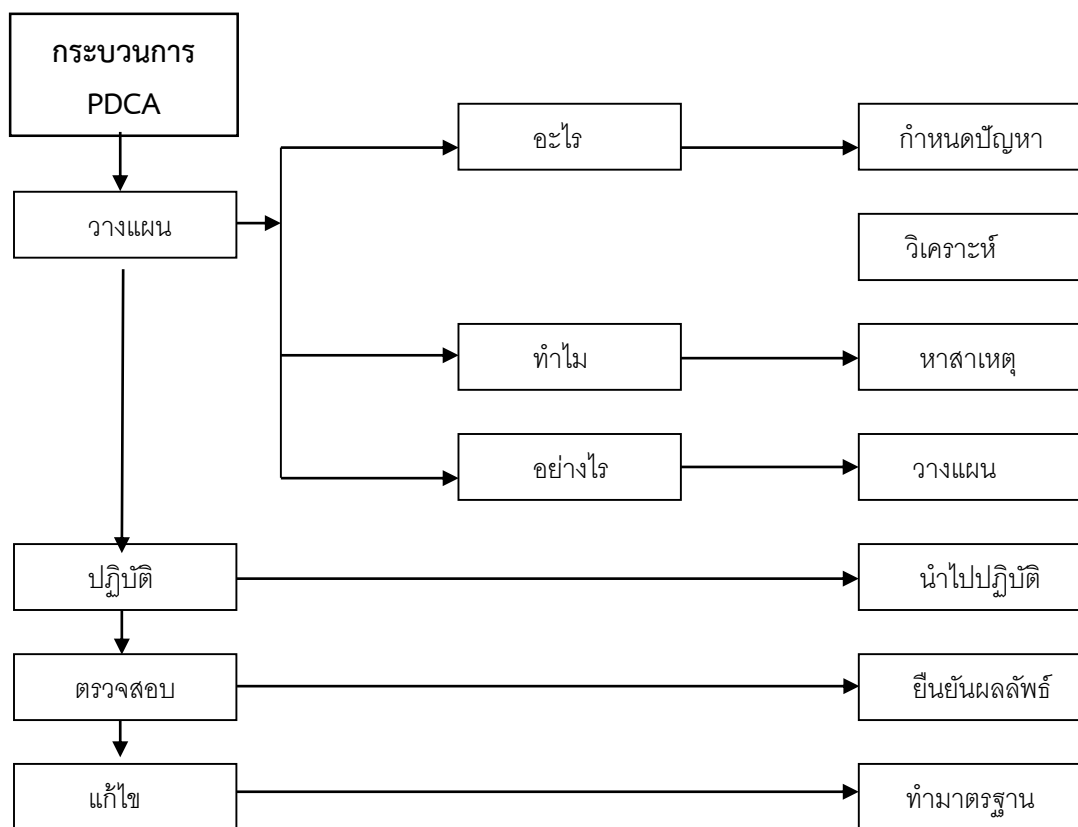 กระบวนการ
PDCA
อะไร
กำหนดปัญหา
วางแผน
วิเคราะห์
ทำไม
หาสาเหตุ
อย่างไร
วางแผน
ปฏิบัติ
นำไปปฏิบัติ
ตรวจสอบ
ยืนยันผลลัพธ์
แก้ไข
ทำมาตรฐาน